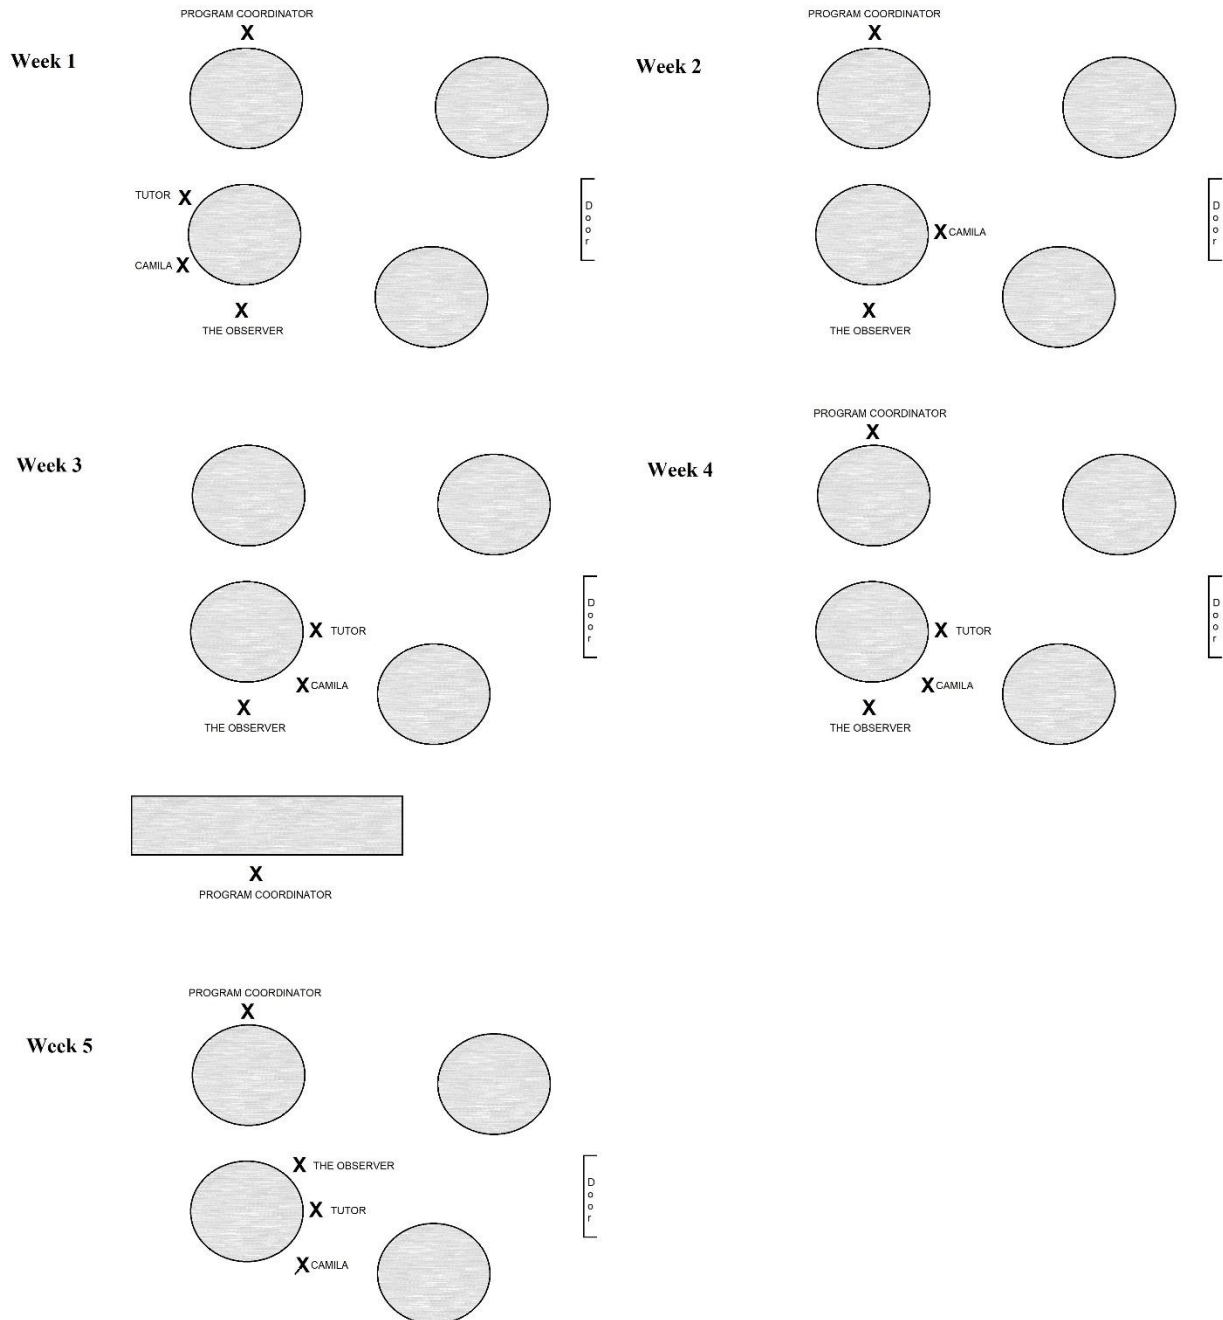 Week 1
PROGRAM COORDINATOR
X
TUTOR X
CAMILA X
X
THE OBSERVER
Door
Week 2
PROGRAM COORDINATOR
X
X CAMILA
X
THE OBSERVER
Door
Week 3
X TUTOR
X CAMILA
X
THE OBSERVER
Door
X
PROGRAM COORDINATOR
Week 4
PROGRAM COORDINATOR
X
X TUTOR
X CAMILA
X
THE OBSERVER
Door
Week 5
PROGRAM COORDINATOR
X
X THE OBSERVER
X TUTOR
X CAMILA
Door